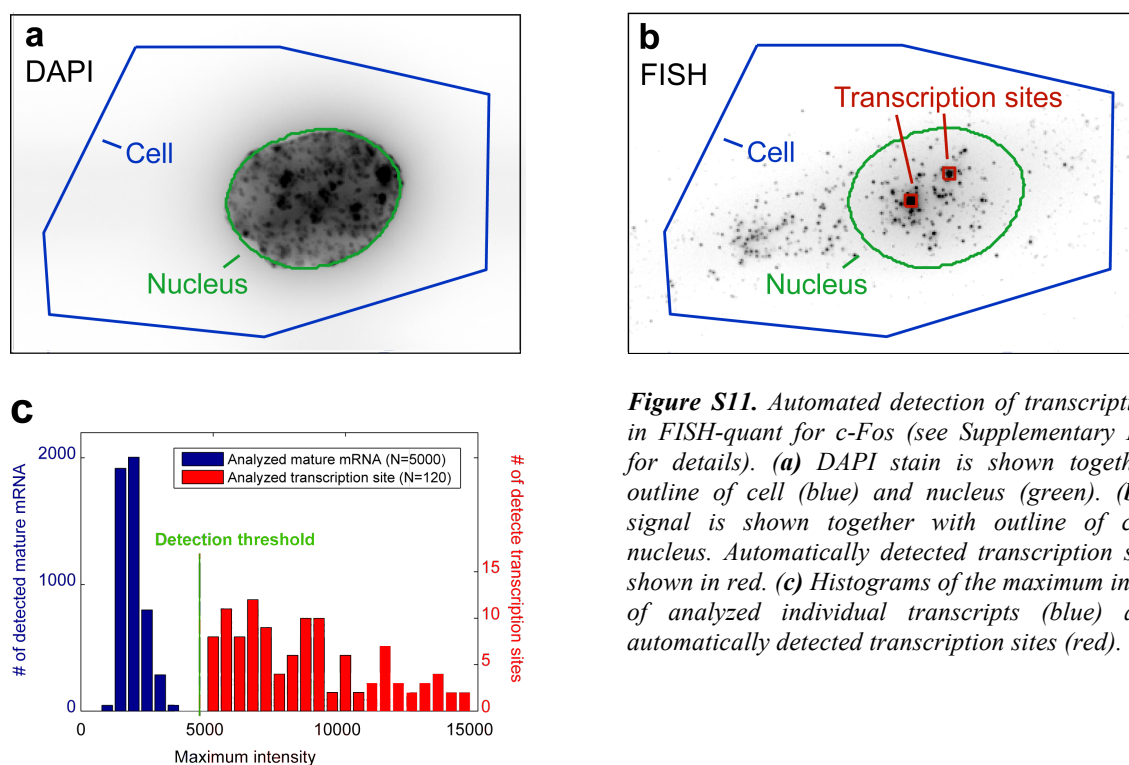 a
DAPI
Cell
Nucleus
b
FISH
Transcription sites
Cell
Nucleus
c
# of detected mature mRNA
2000
1000
0
Analyzed mature mRNA (N=5000)
Analyzed transcription site (N=120)
Detection threshold
# of detecte transcription sites
15
10
5
0
0
5000
10000
15000
Maximum intensity
Figure S11. Automated detection of transcripti
in FISH-quant for c-Fos (see Supplementary
for details). (a) DAPI stain is shown togeth
outline of cell (blue) and nucleus (green). (b
signal is shown together with outline of c
nucleus. Automatically detected transcription s
shown in red. (c) Histograms of the maximum in
of analyzed individual transcripts (blue) a
automatically detected transcription sites (red).